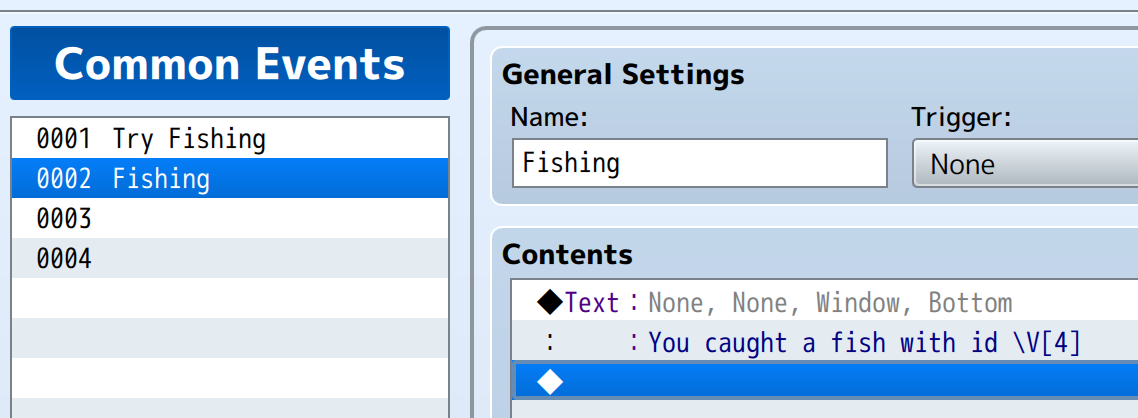 Common Events
0001 Try Fishing
0002 Fishing
0003
0004
General Settings
Name:
Trigger:
Fishing
None
Contents
◆Text : None, None, Window, Bottom
: : You caught a fish with id \V[4]
◆